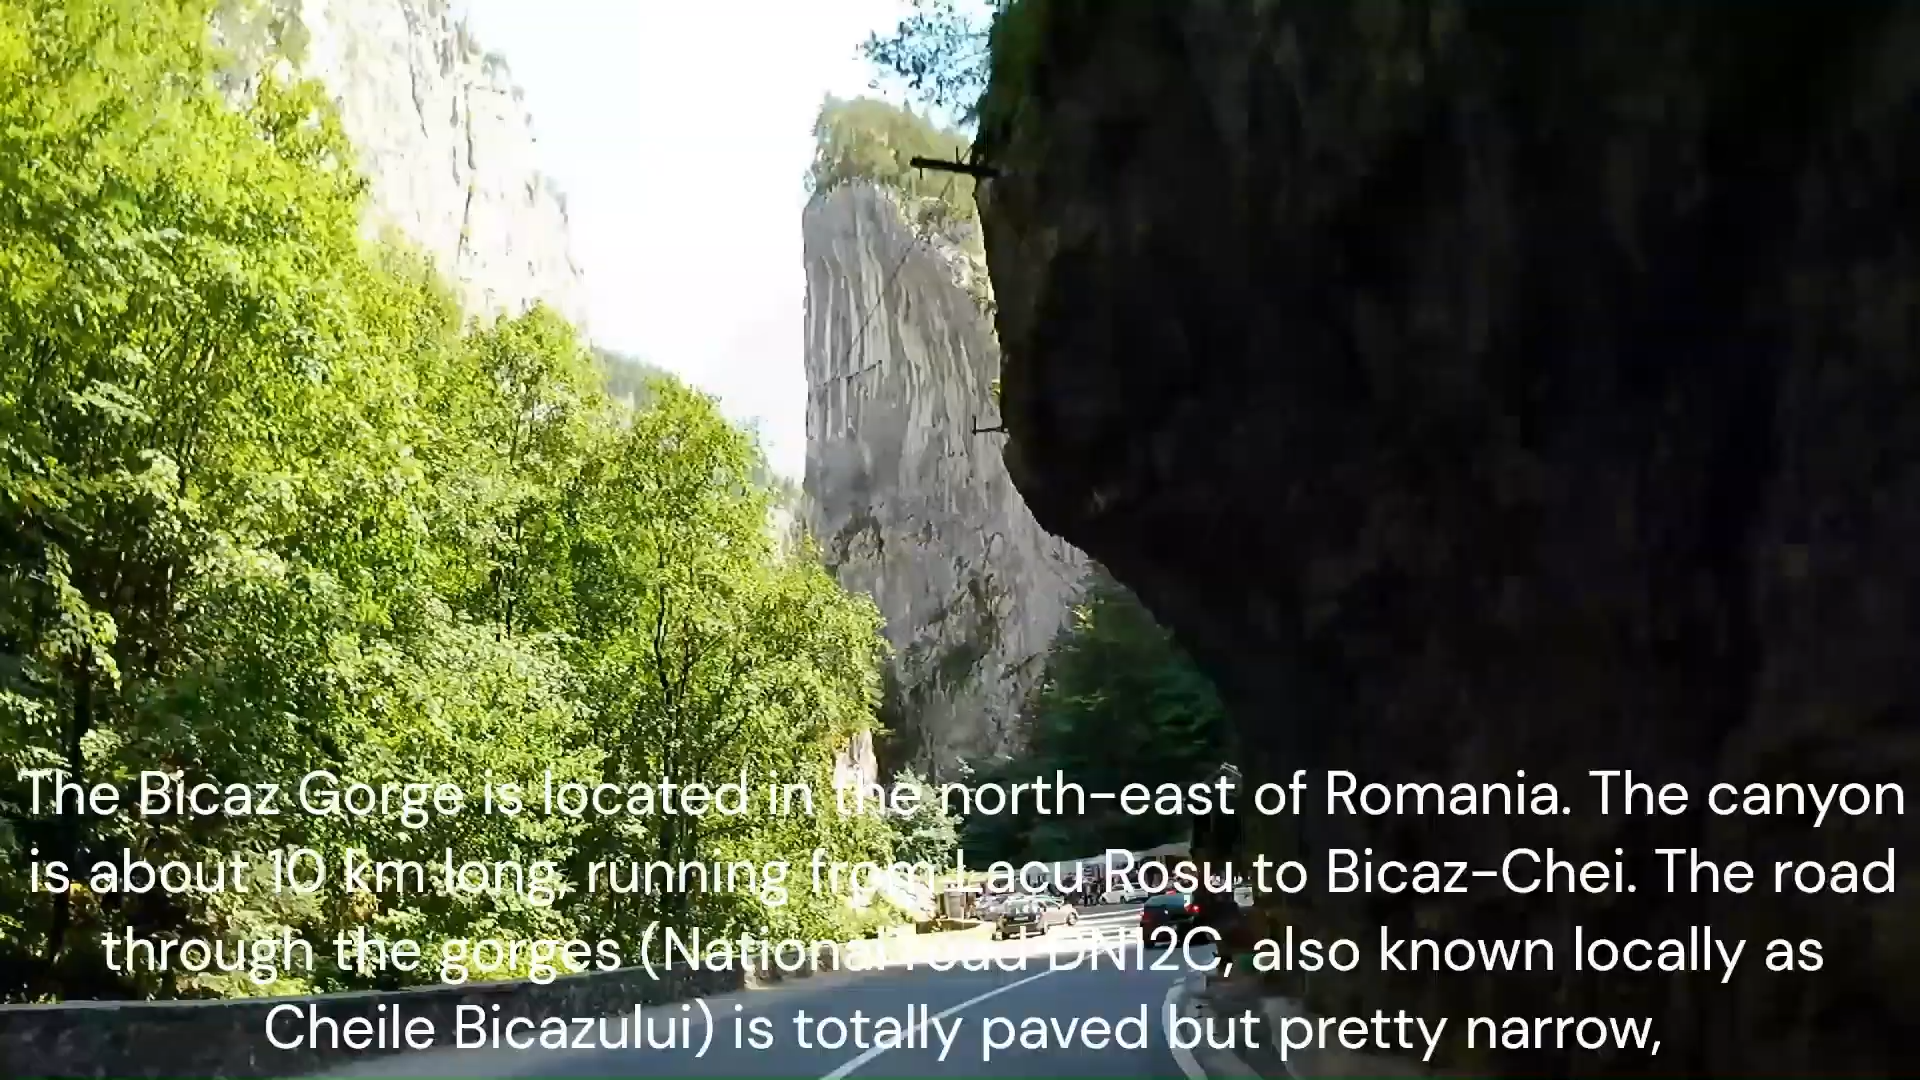 The Bicaz Gorge is located in the north-east of Romania. The canyon
is about 10 km long, running from Lacu Rosu to Bicaz-Chei. The road
through the gorges (National road DN12C, also known locally as
Cheile Bicazului) is totally paved but pretty narrow,